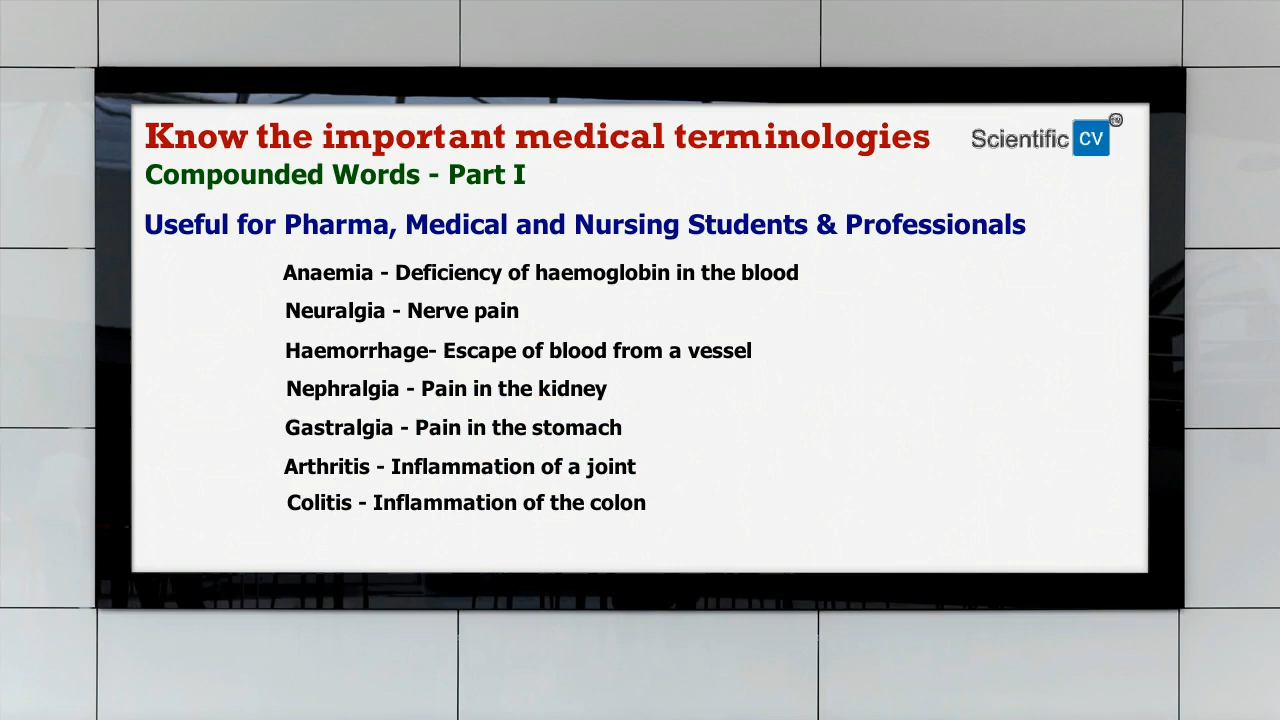 Know the important medical terminologies
Scientific CV
Compounded Words - Part I
Useful for Pharma, Medical and Nursing Students & Professionals
Anaemia - Deficiency of haemoglobin in the blood
Neuralgia - Nerve pain
Haemorrhage- Escape of blood from a vessel
Nephralgia - Pain in the kidney
Gastralgia - Pain in the stomach
Arthritis - Inflammation of a joint
Colitis - Inflammation of the colon